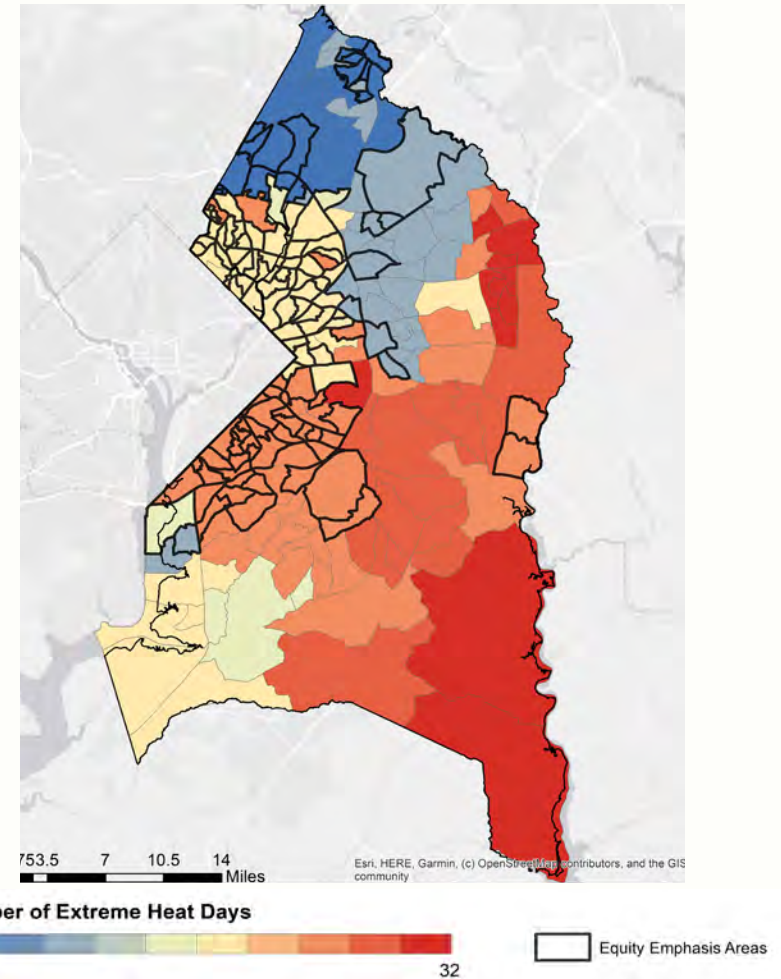 753.5 7 10.5 14
Miles
Esri, HERE, Garmin, (c) OpenStreetMap contributors, and the GIS
community
er of Extreme Heat Days
32
Equity Emphasis Areas